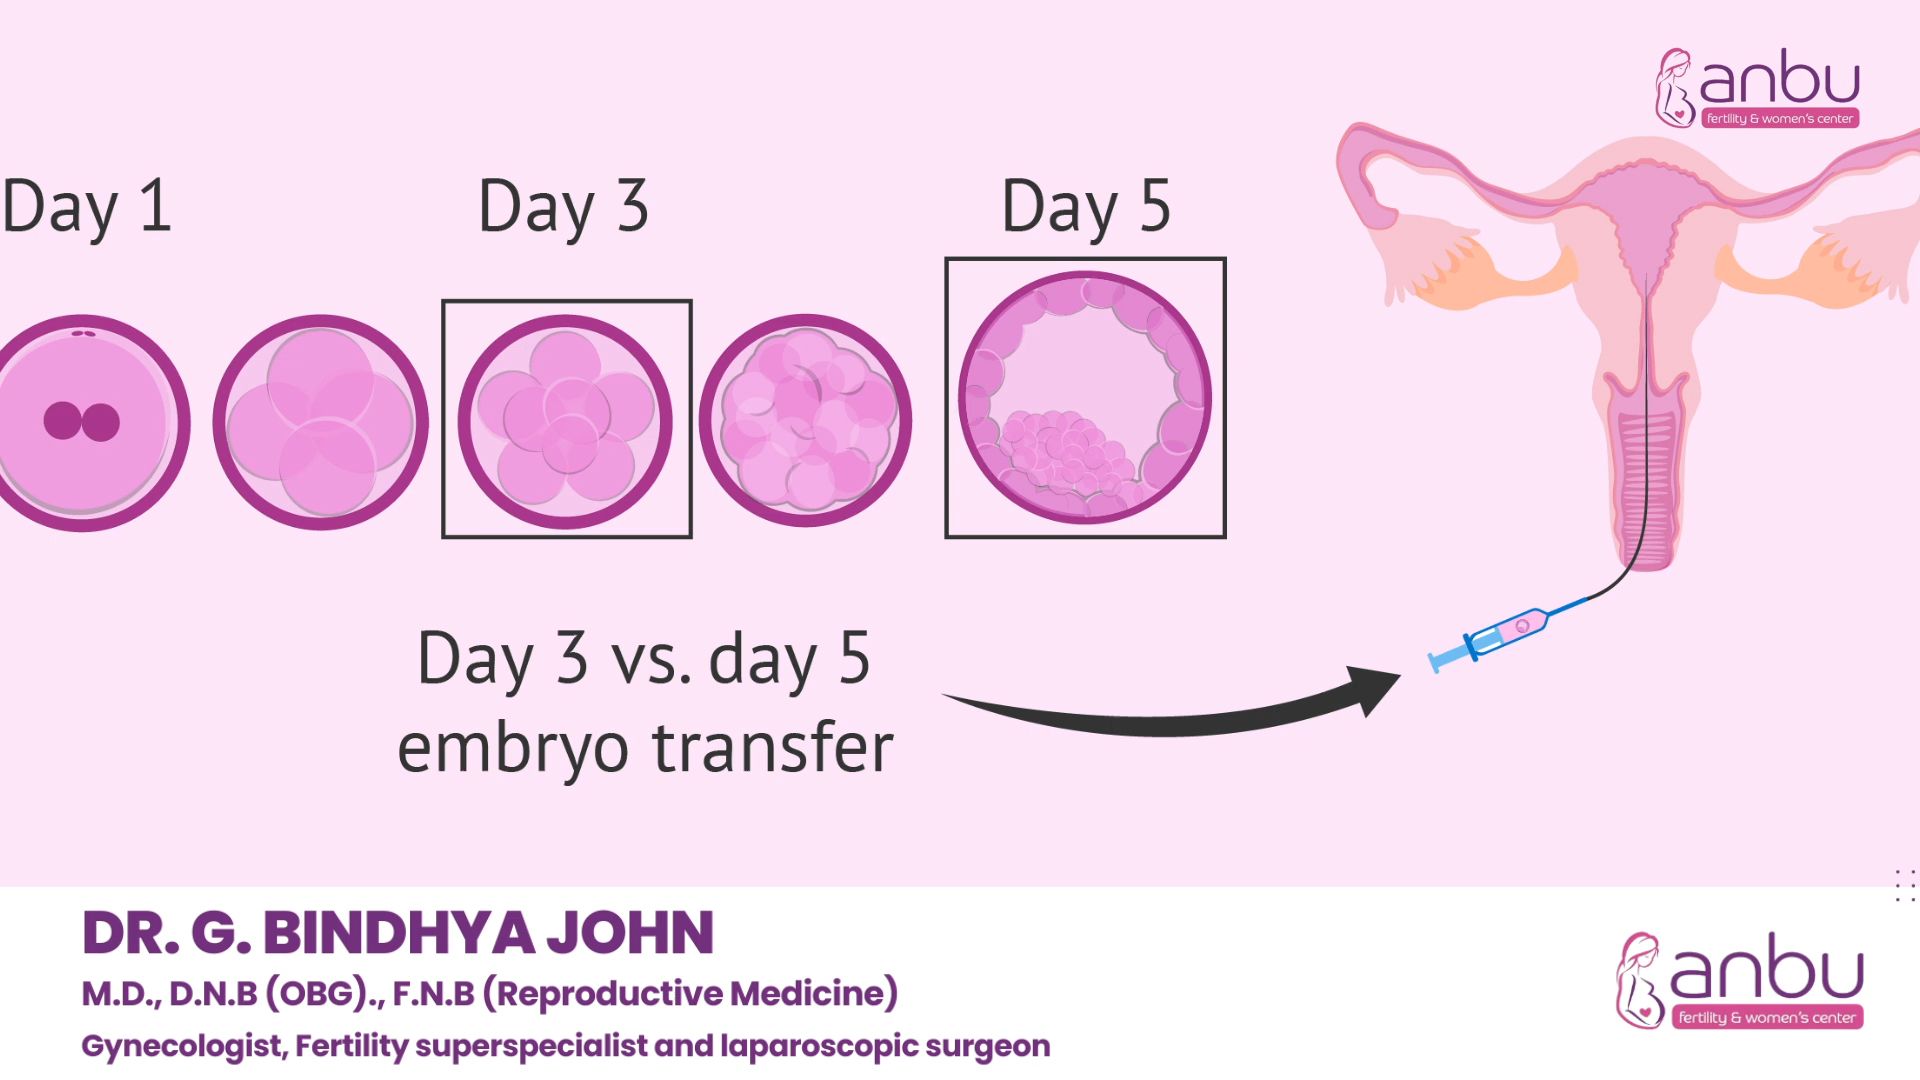 anbu
fertility & women's center
Day 1
Day 3
Day 5
Day 3 vs. day 5
embryo transfer
DR. G. BINDHYA JOHN
M.D., D.N.B (OBG)., F.N.B (Reproductive Medicine)
Gynecologist, Fertility superspecialist and laparoscopic surgeon
anbu
fertility & women's center